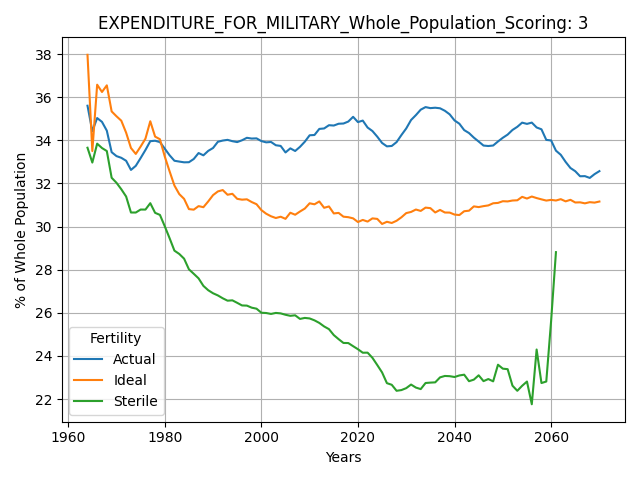 EXPENDITURE_FOR_MILITARY_Whole_Population_Scoring: 3
38
36
34
32
30
28
26
24
22
% of Whole Population
Fertility
Actual
Ideal
Sterile
1960 1980 2000 2020 2040 2060
Years